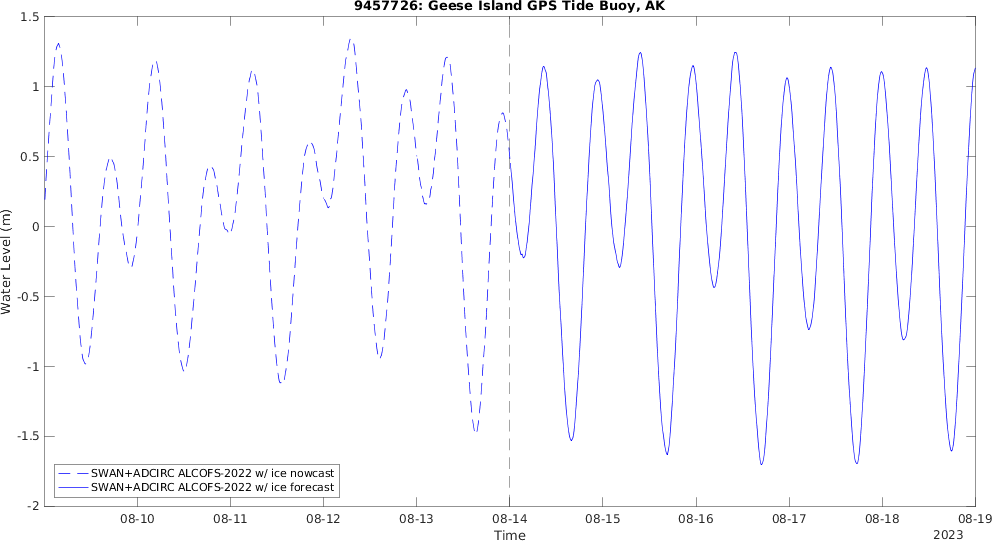 9457726: Geese Island GPS Tide Buoy, AK
1.5
1
0.5
0
-0.5
-1
-1.5
-2
Water Level (m)
SWAN+ADCIRC ALCOFS-2022 w/ ice nowcast
SWAN+ADCIRC ALCOFS-2022 w/ ice forecast
08-10 08-11 08-12 08-13 08-14 08-15 08-16 08-17 08-18 08-19
Time
2023